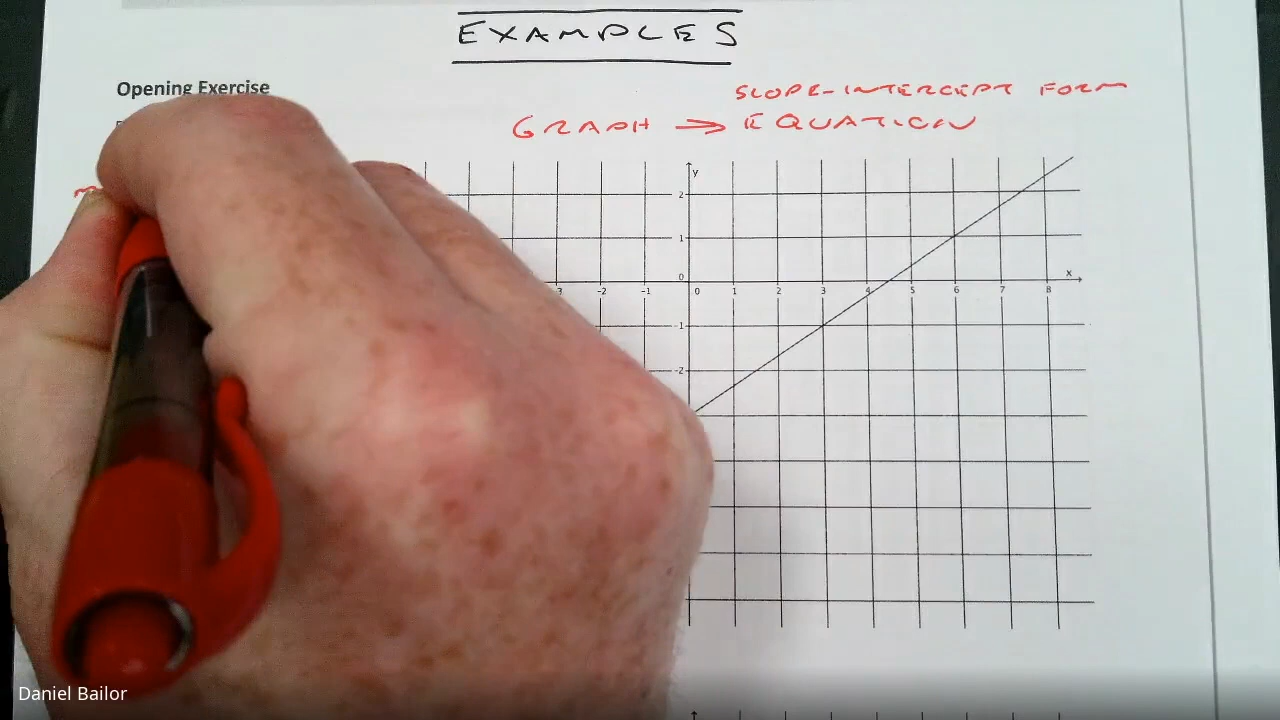 EXAMPLES
Opening Exercise
SLOPE-INTERCEPT FORM
GRAPH → EQUATION
m
y
2
1
0
x
3 -2 -1 0 1 2 3 4 5 6 7 8
-1
-2
Daniel Bailor